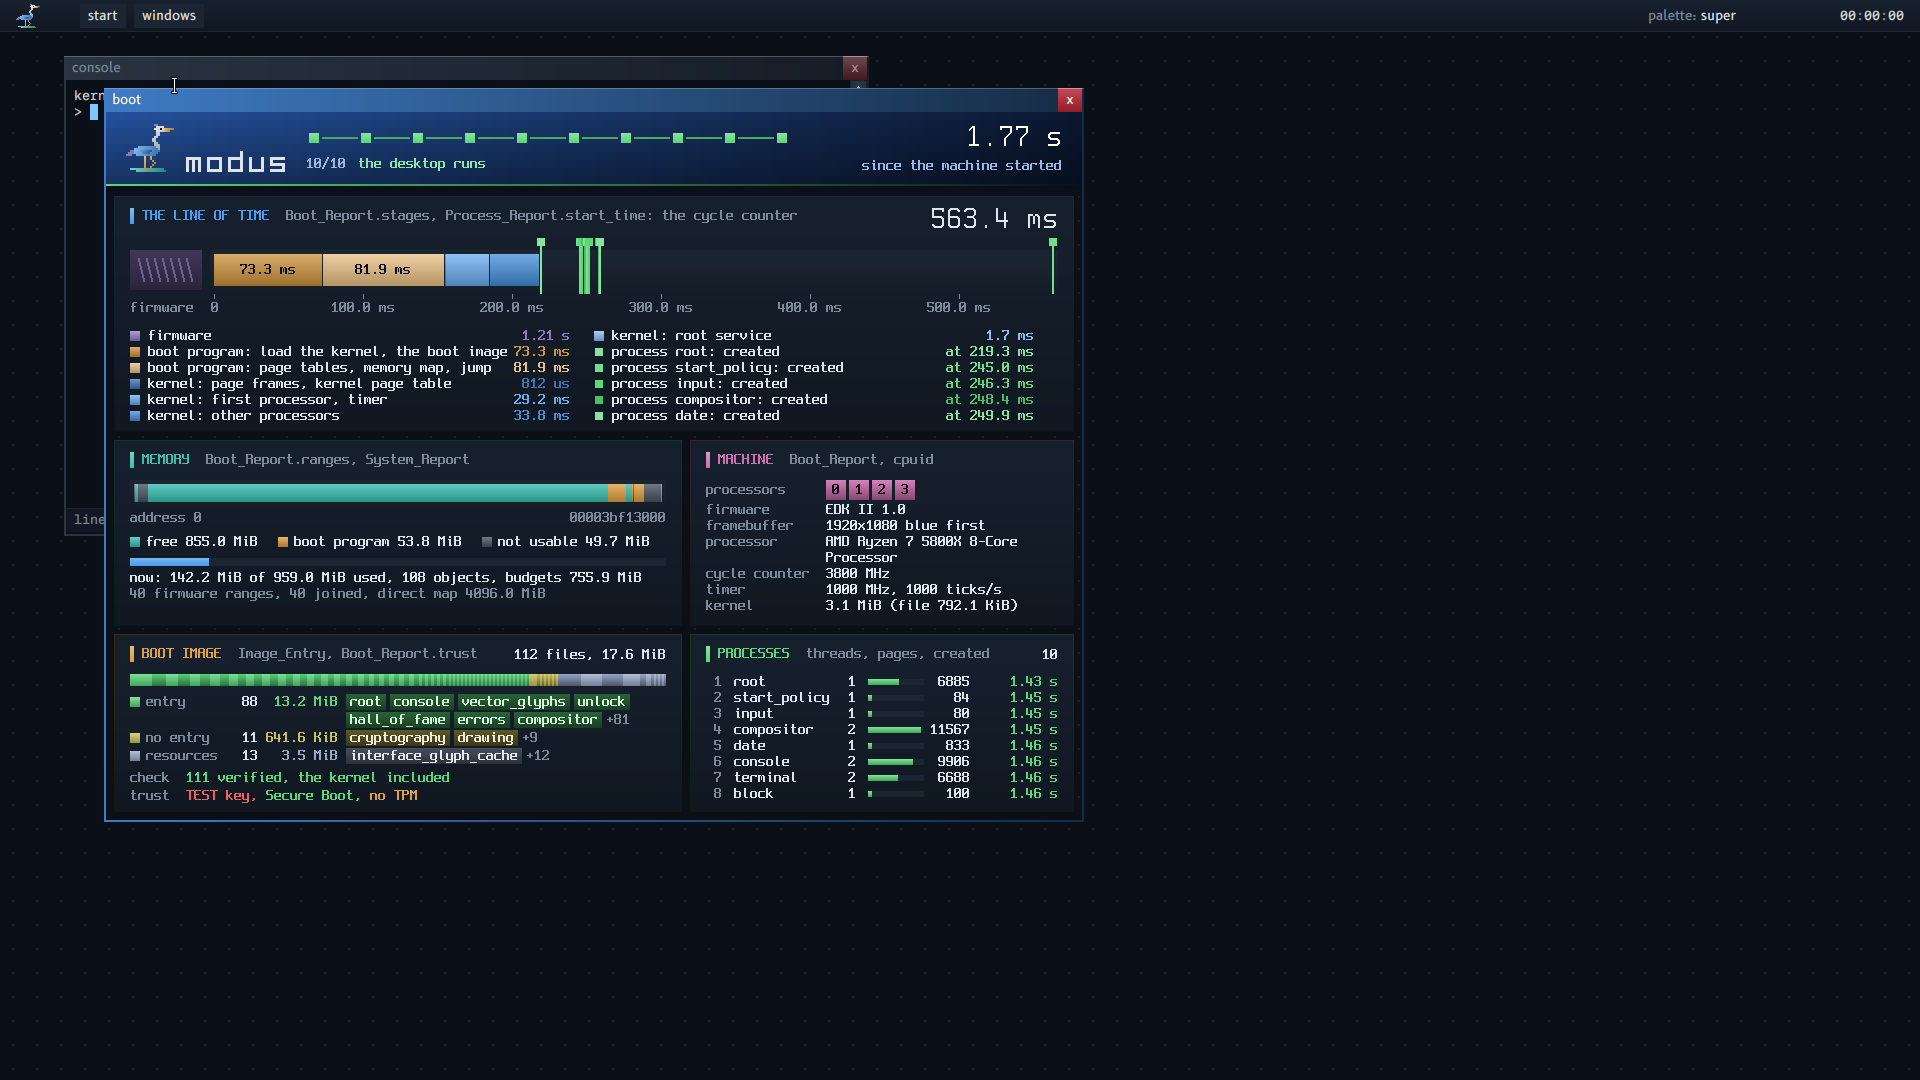 start windows palette: super 00:00:00
console x
kern
>
boot x
modus
10/10 the desktop runs
1.77 s
since the machine started
THE LINE OF TIME Boot_Report.stages, Process_Report.start_time: the cycle counter 563.4 ms
73.3 ms 81.9 ms
firmware 0 100.0 ms 200.0 ms 300.0 ms 400.0 ms 500.0 ms
firmware 1.21 s
boot program: load the kernel, the boot image 73.3 ms
boot program: page tables, memory map, jump 81.9 ms
kernel: page frames, kernel page table 812 us
kernel: first processor, timer 29.2 ms
kernel: other processors 33.8 ms
kernel: root service 1.7 ms
process root: created at 219.3 ms
process start_policy: created at 245.0 ms
process input: created at 246.3 ms
process compositor: created at 248.4 ms
process date: created at 249.9 ms
MEMORY Boot_Report.ranges, System_Report
address 0 00003bf13000
free 855.0 MiB boot program 53.8 MiB not usable 49.7 MiB
now: 142.2 MiB of 959.0 MiB used, 108 objects, budgets 755.9 MiB
40 firmware ranges, 40 joined, direct map 4096.0 MiB
line
MACHINE Boot_Report, cpuid
processors 0 1 2 3
firmware EDK II 1.0
framebuffer 1920x1080 blue first
processor AMD Ryzen 7 5800X 8-Core
Processor
cycle counter 3800 MHz
timer 1000 MHz, 1000 ticks/s
kernel 3.1 MiB (file 792.1 KiB)
BOOT IMAGE Image_Entry, Boot_Report.trust 112 files, 17.6 MiB
entry 88 13.2 MiB root console vector_glyphs unlock
hall_of_fame errors compositor +81
no entry 11 641.6 KiB cryptography drawing +9
resources 13 3.5 MiB interface_glyph_cache +12
check 111 verified, the kernel included
trust TEST key, Secure Boot, no TPM
PROCESSES threads, pages, created 10
1 root 1 6885 1.43 s
2 start_policy 1 84 1.45 s
3 input 1 80 1.45 s
4 compositor 2 11567 1.45 s
5 date 1 833 1.46 s
6 console 2 9906 1.46 s
7 terminal 2 6688 1.46 s
8 block 1 100 1.46 s